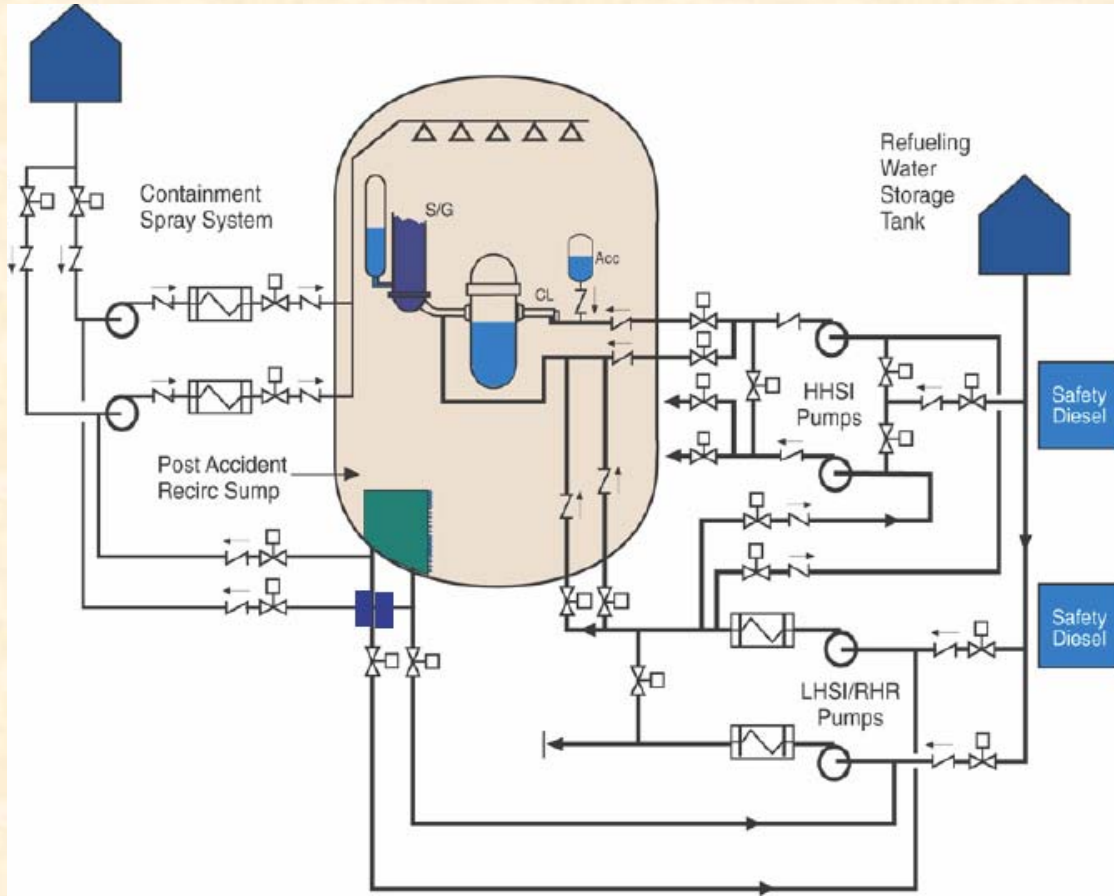 Containment
Spray System
S/G
Acc
CL
Refueling
Water
Storage
Tank
HHSI
Pumps
Safety
Diesel
Post Accident
Recirc Sump
Safety
Diesel
LHSI/RHR
Pumps